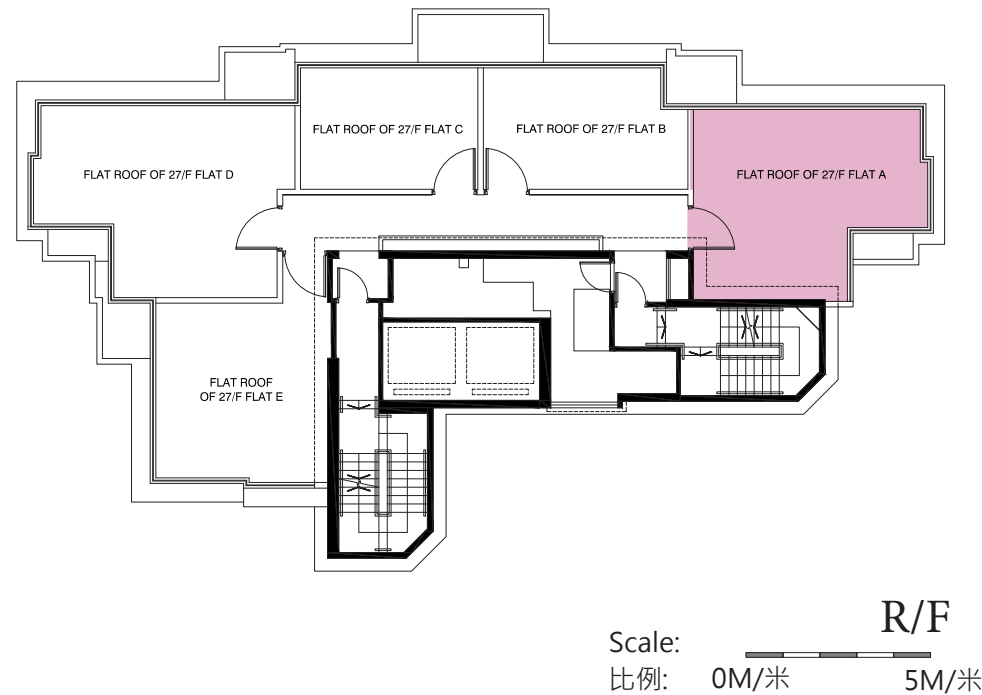 FLAT ROOF OF 27/F FLAT C
FLAT ROOF OF 27/F FLAT B
FLAT ROOF OF 27/F FLAT D
FLAT ROOF OF 27/F FLAT A
FLAT ROOF
OF 27/F FLAT E
R/F
Scale:
比例: 0M/米 5M/米